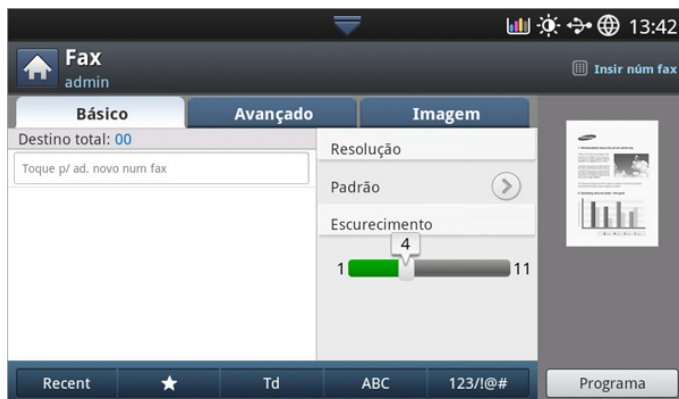 13:42
Fax
admin
Insir núm fax
Básico
Avançado
Imagem
Destino total: 00
Toque p/ ad. novo num fax
Resolução
Padrão
Escurecimento
4
1
11
Recent
Td
ABC
123/!@#
Programa